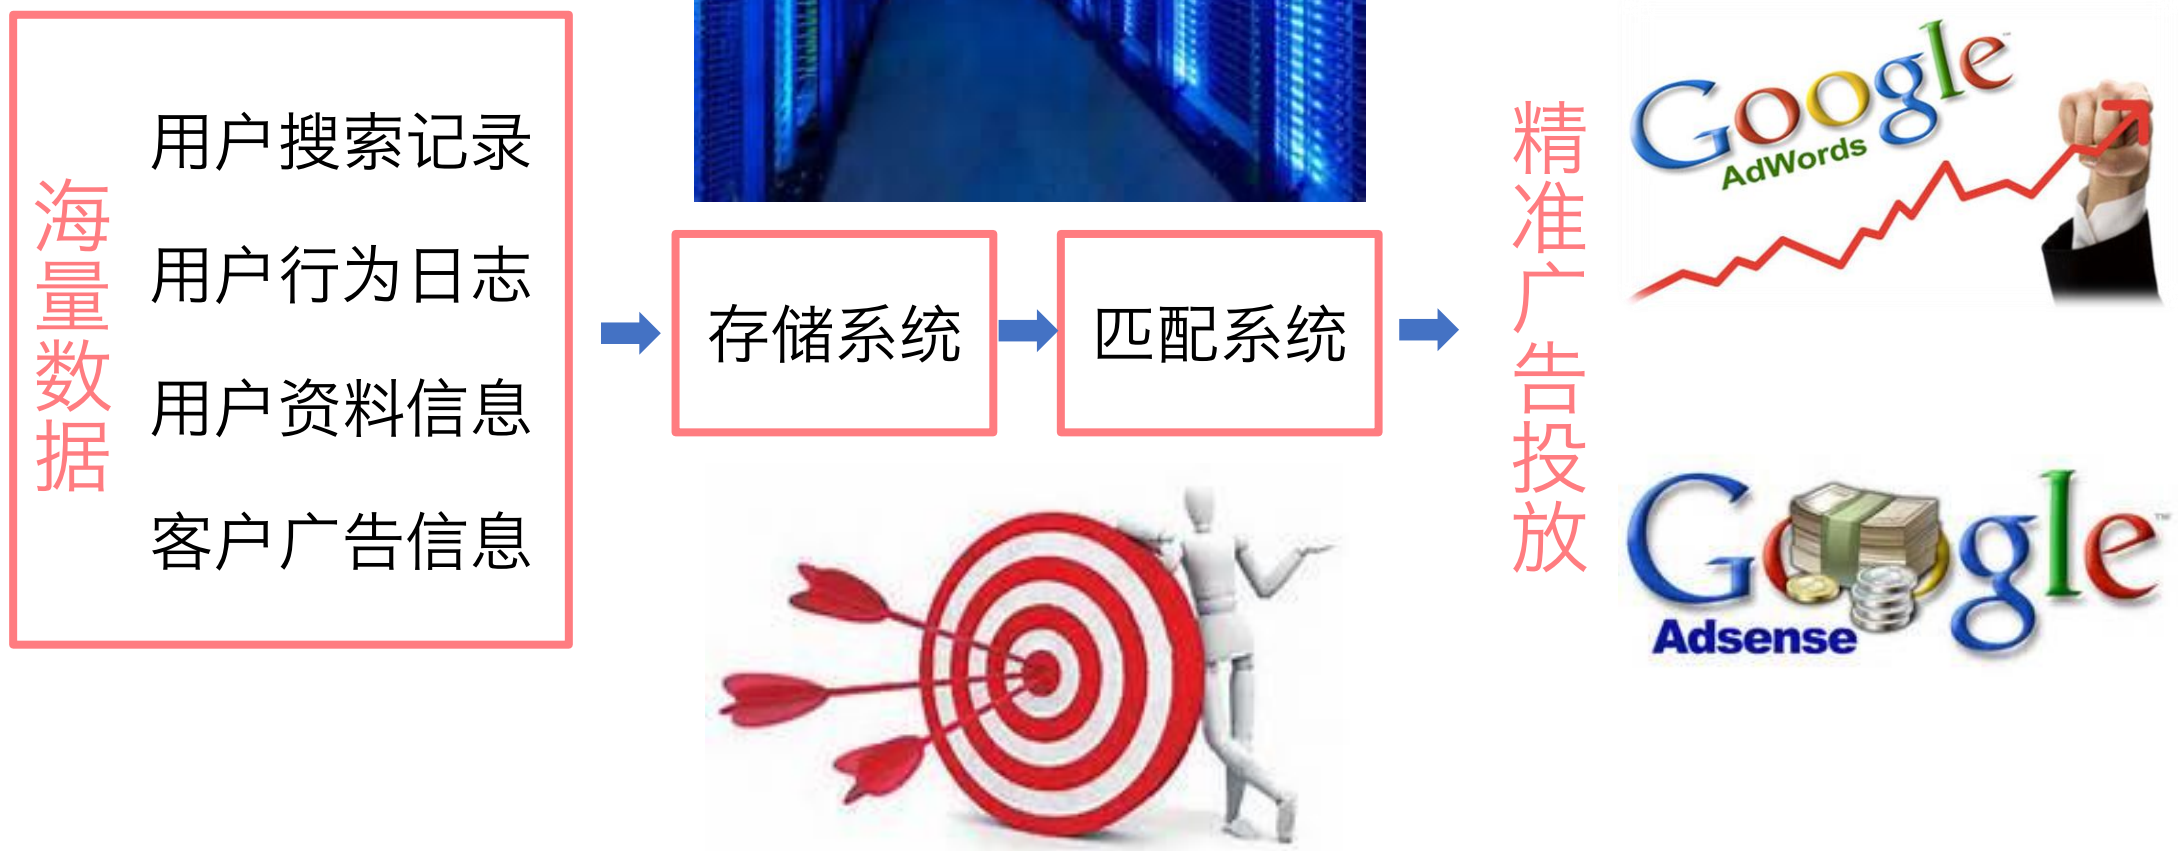 海量数据
用户搜索记录
用户行为日志
用户资料信息
客户广告信息
存储系统
匹配系统
精准广告投放
Google
AdWords
Google™
Adsense